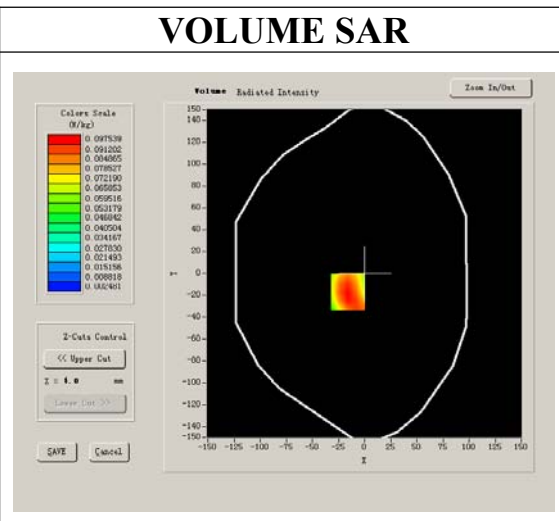 VOLUME SAR
Volume Radiated Intensity
Zoom In/Out
Colors Scale
(W/kg)
0.097539
0.091202
0.084865
0.078527
0.072190
0.065853
0.059516
0.053179
0.046842
0.040504
0.034167
0.027830
0.021493
0.015156
0.008818
0.002481
Z-Cuts Control
<< Upper Cut
Z = 4.0 mm
Lower Cut >>
SAVE
Cancel
150
140
120
100
80
60
40
20
0
-20
-40
-60
-80
-100
-120
-140
-150
Y
-150 -125 -100 -75 -50 -25 0 25 50 75 100 125 150
X